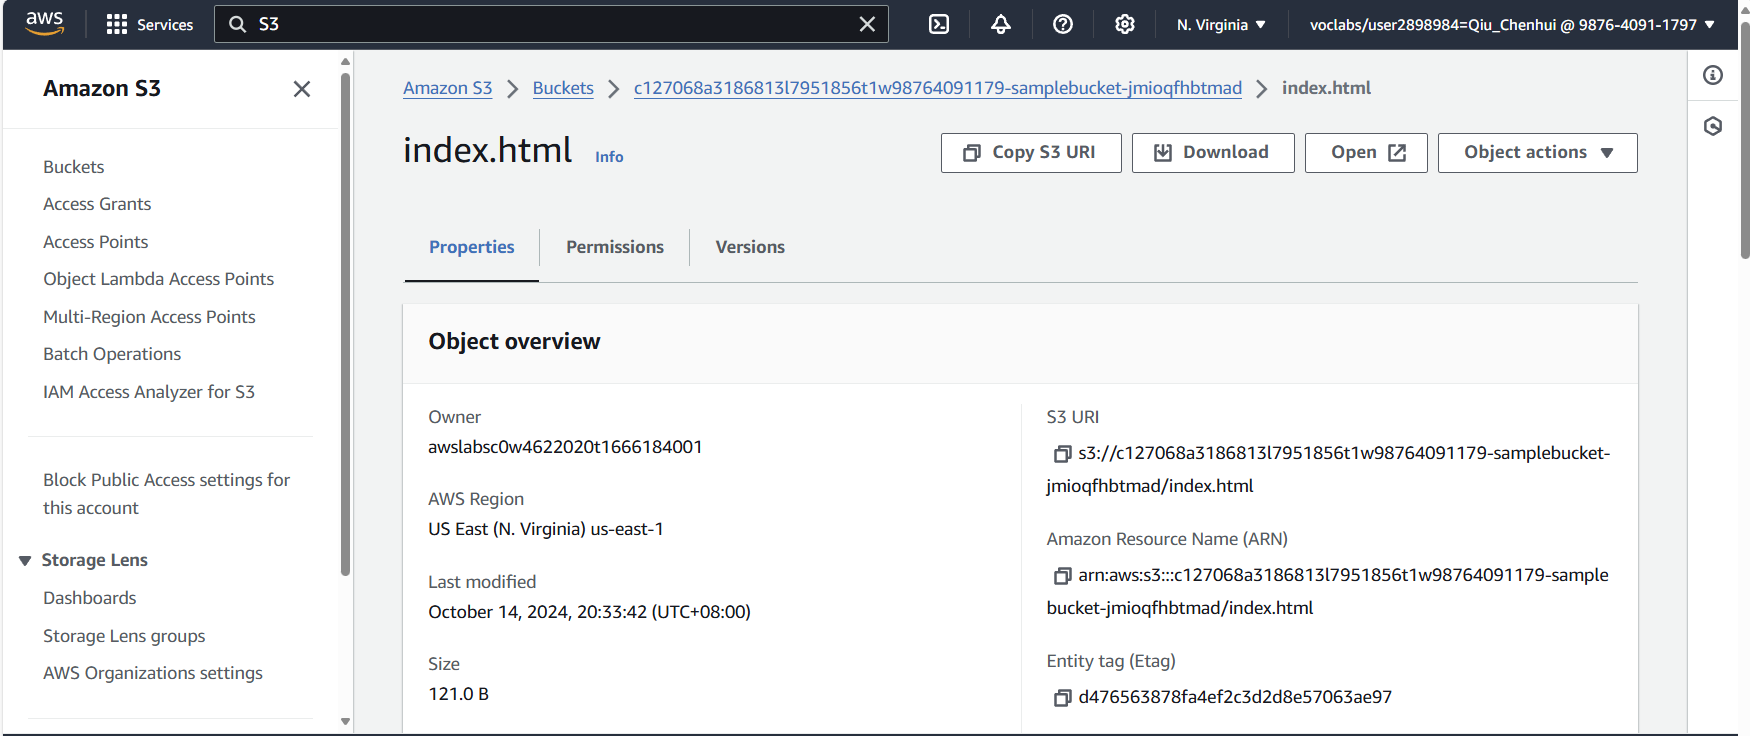 aws
Services
S3
N. Virginia
voclabs/user2898984=Qiu_Chenhui @ 9876-4091-1797
Amazon S3
Buckets
Access Grants
Access Points
Object Lambda Access Points
Multi-Region Access Points
Batch Operations
IAM Access Analyzer for S3
Block Public Access settings for
this account
Storage Lens
Dashboards
Storage Lens groups
AWS Organizations settings
Amazon S3 > Buckets > c127068a3186813l7951856t1w98764091179-samplebucket-jmioqfhbtmad > index.html
index.html Info
Copy S3 URI
Download
Open
Object actions
Properties
Permissions
Versions
Object overview
Owner
awslabsc0w4622020t1666184001
AWS Region
US East (N. Virginia) us-east-1
Last modified
October 14, 2024, 20:33:42 (UTC+08:00)
Size
121.0 B
S3 URI
s3://c127068a3186813l7951856t1w98764091179-samplebucket-
jmioqfhbtmad/index.html
Amazon Resource Name (ARN)
arn:aws:s3:::c127068a3186813l7951856t1w98764091179-sample
bucket-jmioqfhbtmad/index.html
Entity tag (Etag)
d476563878fa4ef2c3d2d8e57063ae97